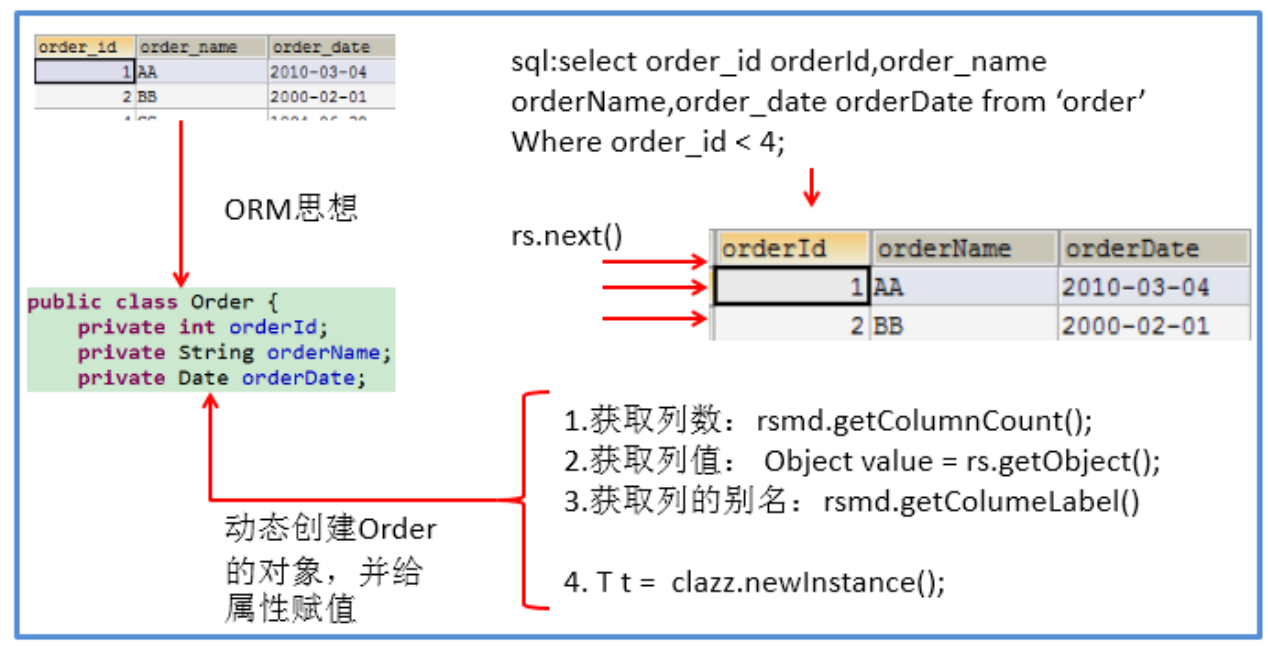 order_id order_name order_date
1 AA 2010-03-04
2 BB 2000-02-01
sql:select order_id orderId,order_name
orderName,order_date orderDate from ‘order’
Where order_id < 4;
ORM思想
rs.next()
orderId orderName orderDate
1 AA 2010-03-04
2 BB 2000-02-01
public class Order {
private int orderId;
private String orderName;
private Date orderDate;
1.获取列数：rsmd.getColumnCount();
2.获取列值： Object value = rs.getObject();
3.获取列的别名：rsmd.getColumeLabel()
4. T t = clazz.newInstance();
动态创建Order
的对象，并给
属性赋值